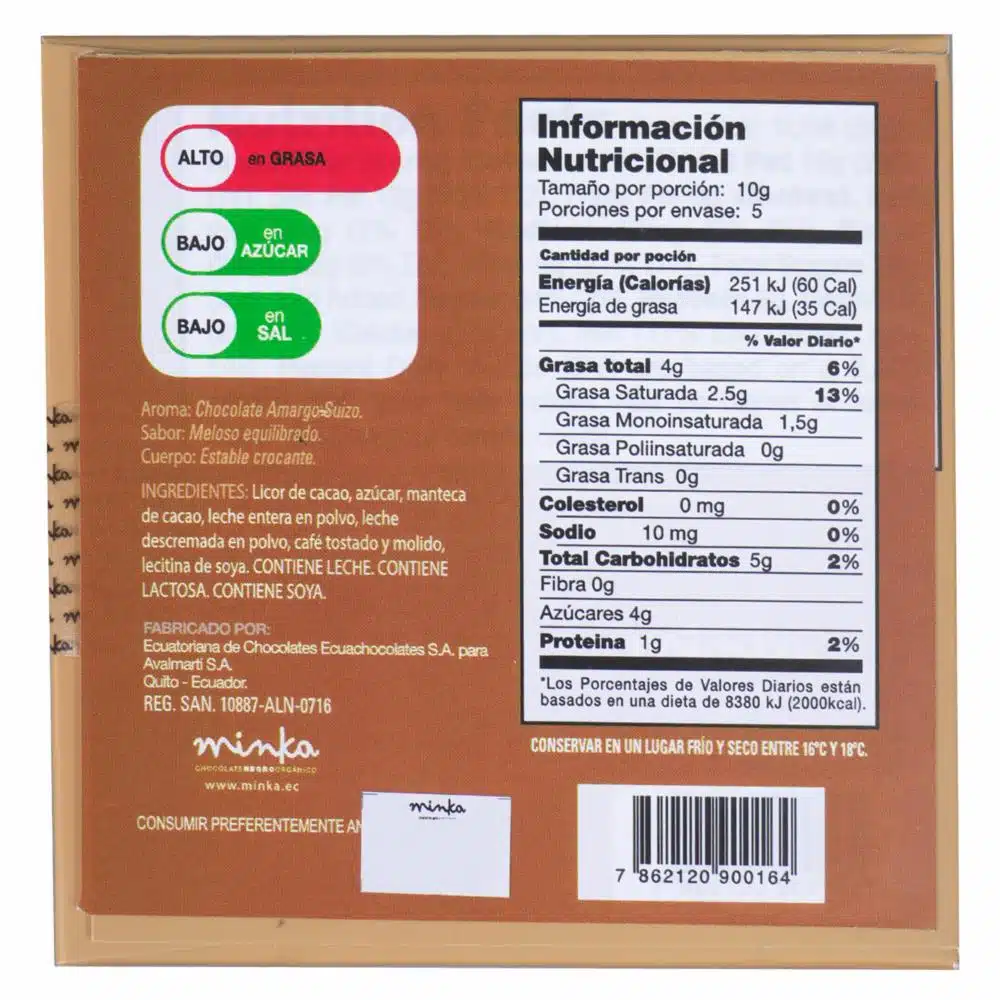 ALTO en GRASA
BAJO en AZÚCAR
BAJO en SAL
Aroma: Chocolate Amargo-Suizo.
Sabor: Meloso equilibrado.
Cuerpo: Estable crocante.
INGREDIENTES: Licor de cacao, azúcar, manteca
de cacao, leche entera en polvo, leche
descremada en polvo, café tostado y molido,
lecitina de soya. CONTIENE LECHE. CONTIENE
LACTOSA. CONTIENE SOYA.
FABRICADO POR:
Ecuatoriana de Chocolates Ecuachocolates S.A. para
Avalmarti S.A.
Quito - Ecuador.
REG. SAN. 10887-ALN-0716
minka
CHOCOLATE NEGRO ORGÁNICO
www.minka.ec
CONSUMIR PREFERENTEMENTE AN
minka
Información
Nutricional
Tamaño por porción: 10g
Porciones por envase: 5
Cantidad por poción
Energía (Calorías) 251 kJ (60 Cal)
Energía de grasa 147 kJ (35 Cal)
% Valor Diario*
Grasa total 4g 6%
Grasa Saturada 2.5g 13%
Grasa Monoinsaturada 1,5g
Grasa Poliinsaturada 0g
Grasa Trans 0g
Colesterol 0 mg 0%
Sodio 10 mg 0%
Total Carbohidratos 5g 2%
Fibra 0g
Azúcares 4g
Proteina 1g 2%
*Los Porcentajes de Valores Diarios están
basados en una dieta de 8380 kJ (2000kcal).
CONSERVAR EN UN LUGAR FRÍO Y SECO ENTRE 16°C Y 18°C.
7 862120 900164